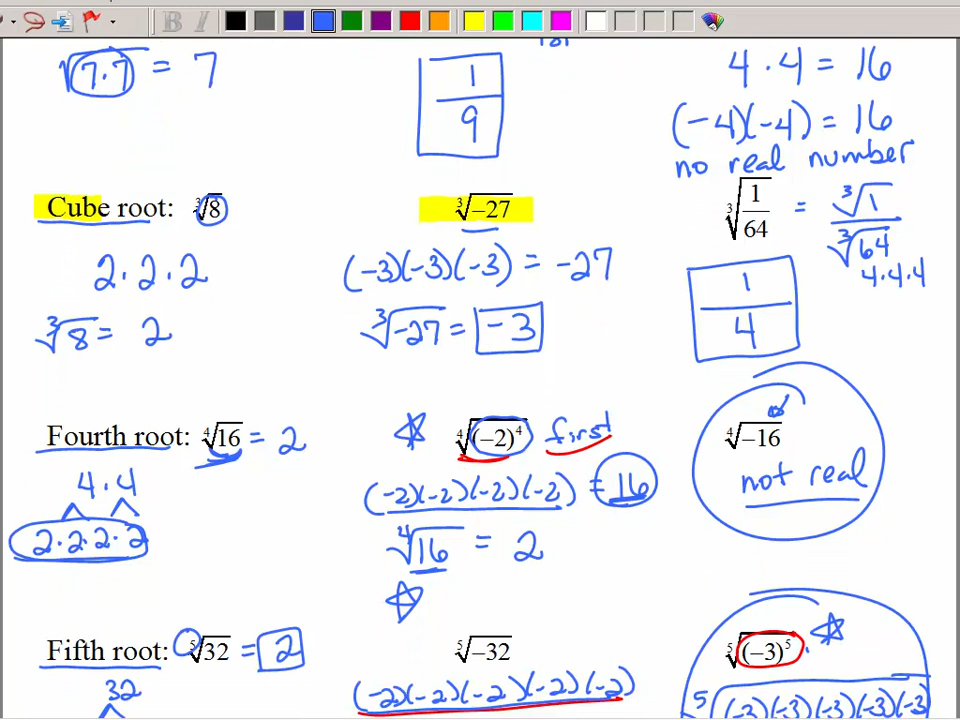 B I
√(7·7) = 7
1/9
4 · 4 = 16
(-4)(-4) = 16
no real number
Cube root: ∛8
2·2·2
∛8 = 2
∛−27
(-3)(-3)(-3) = -27
∛-27 = -3
∛(1/64) = ∛1/∛64
4·4·4
1/4
Fourth root: ∜16 = 2
4·4
2·2·2·2
∜(−2)⁴ first
(-2)(-2)(-2)(-2) = 16
∜16 = 2
∜−16
not real
Fifth root: ⁵√32 = 2
32
⁵√−32
(-2)(-2)(-2)(-2)(-2)
⁵√(−3)⁵
5√(-3)(-3)(-3)(-3)(-3)